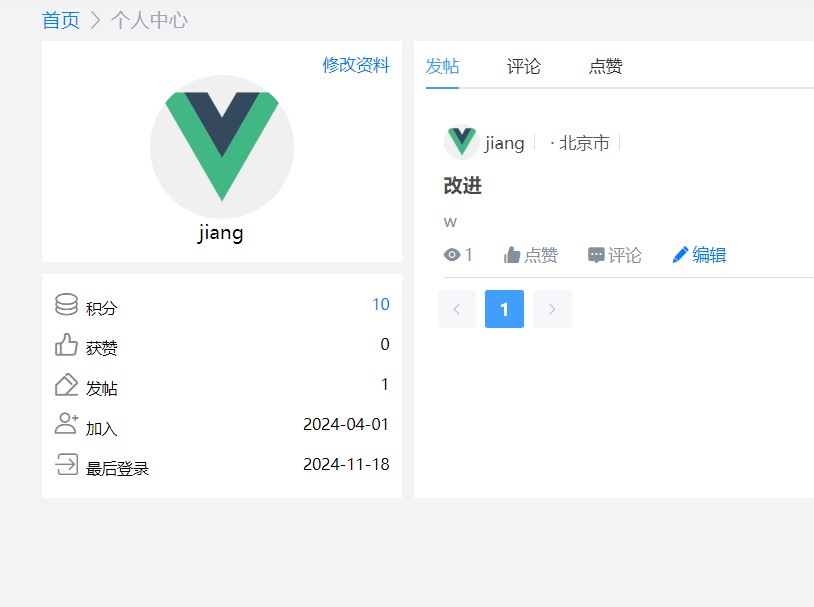 首页 > 个人中心
修改资料
jiang
积分 10
获赞 0
发帖 1
加入 2024-04-01
最后登录 2024-11-18
发帖 评论 点赞
jiang · 北京市
改进
w
1 点赞 评论 编辑
< 1 >